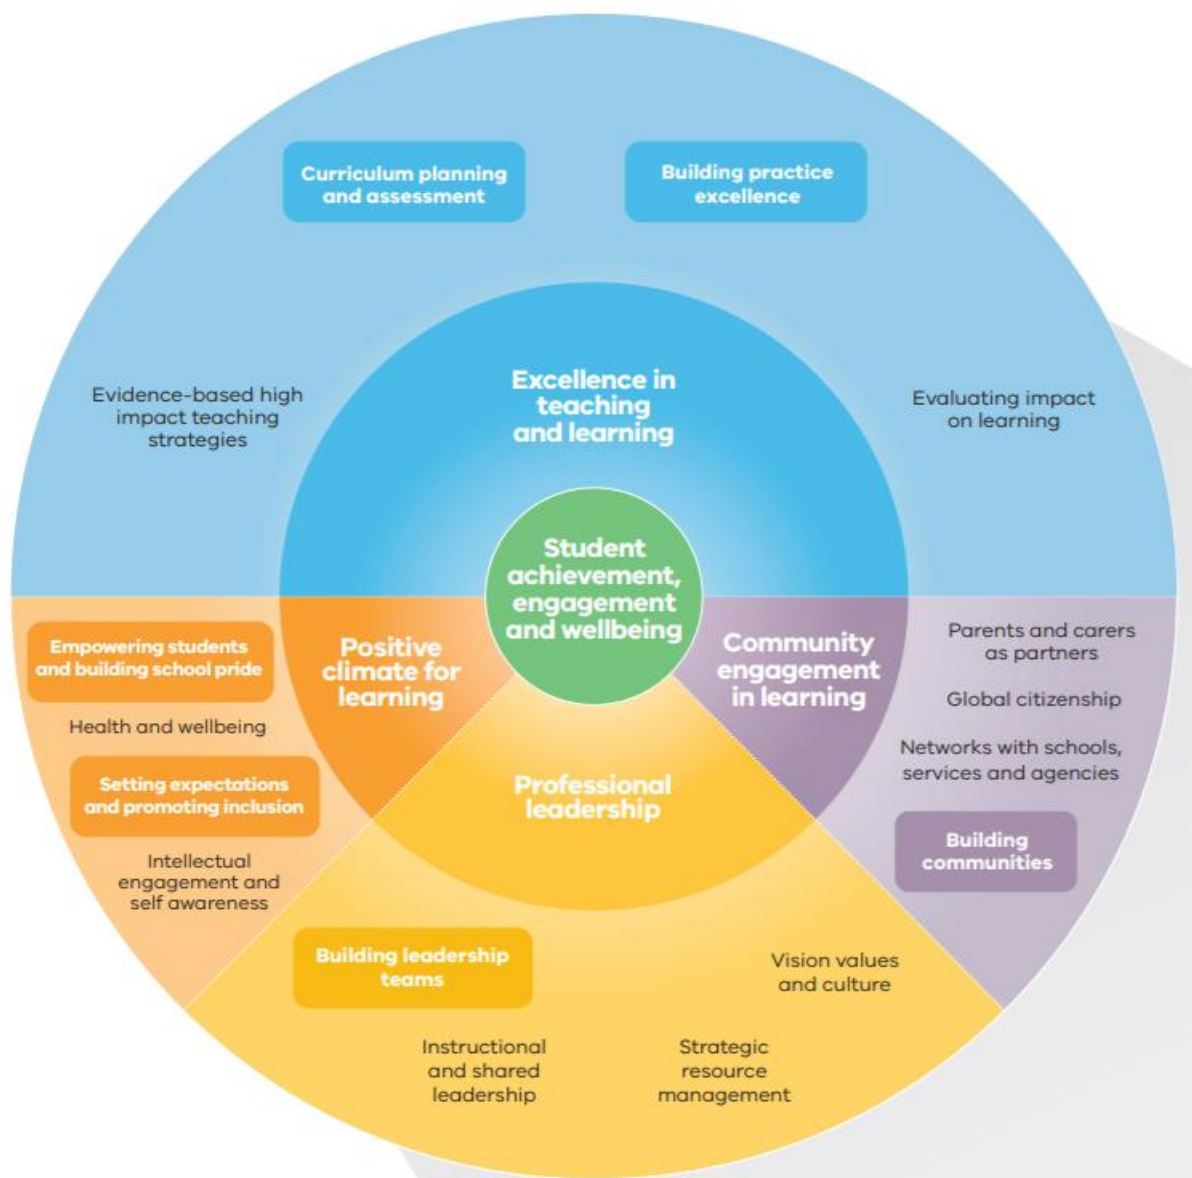 Curriculum planning
and assessment
Building practice
excellence
Evidence-based high
impact teaching
strategies
Excellence in
teaching
and learning
Evaluating impact
on learning
Student
achievement,
engagement
and wellbeing
Empowering students
and building school pride
Health and wellbeing
Setting expectations
and promoting inclusion
Intellectual
engagement and
self awareness
Positive
climate for
learning
Community
engagement
in learning
Parents and carers
as partners
Global citizenship
Networks with schools,
services and agencies
Building
communities
Professional
leadership
Building leadership
teams
Instructional
and shared
leadership
Strategic
resource
management
Vision values
and culture